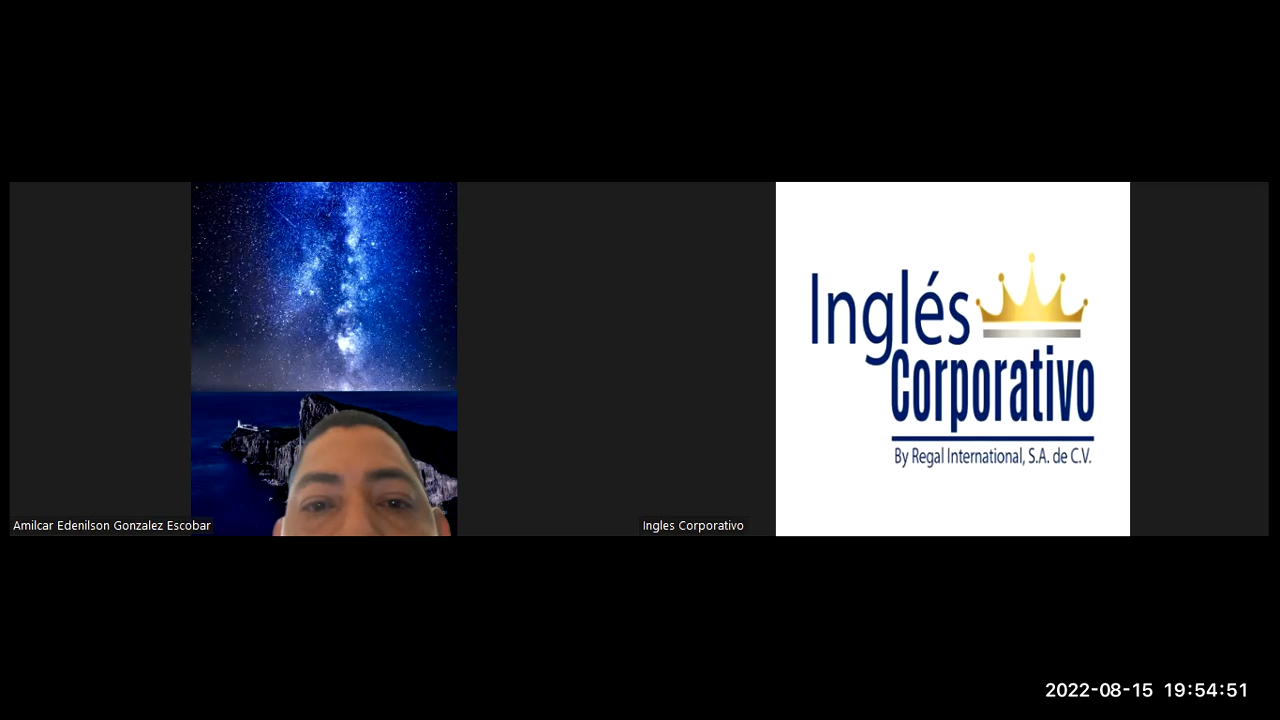 Inglés
Corporativo
By Regal International, S.A. de C.V.
Amilcar Edenilson Gonzalez Escobar
Ingles Corporativo
2022-08-15 19:54:51